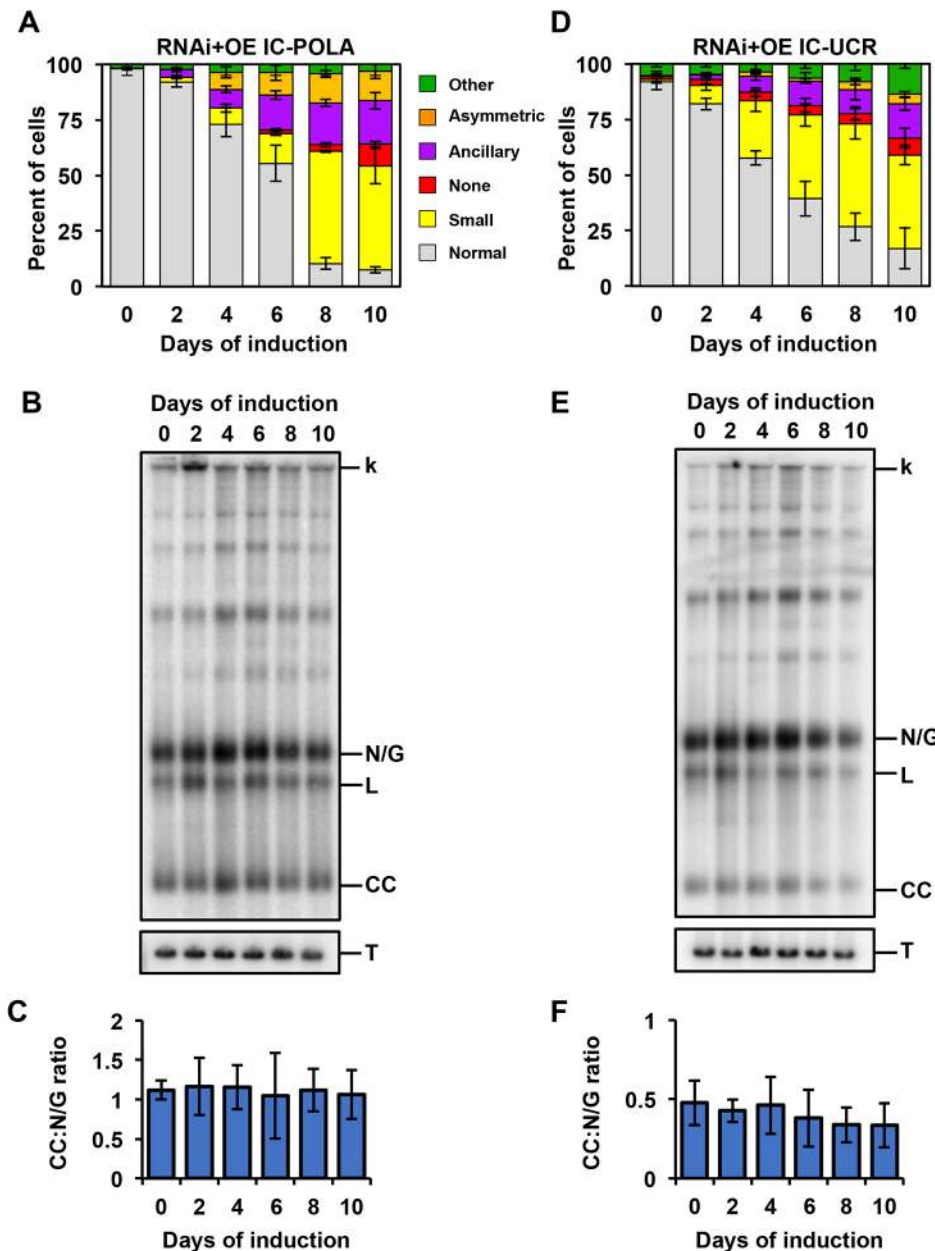 A
RNAi+OE IC-POLA
Percent of cells
100
75
50
25
0
0 2 4 6 8 10
Days of induction
Other
Asymmetric
Ancillary
None
Small
Normal
D
RNAi+OE IC-UCR
Percent of cells
100
75
50
25
0
0 2 4 6 8 10
Days of induction
B
Days of induction
0 2 4 6 8 10
k
N/G
L
CC
T
E
Days of induction
0 2 4 6 8 10
k
N/G
L
CC
T
C
CC:N/G ratio
2
1.5
1
0.5
0
0 2 4 6 8 10
Days of induction
F
CC:N/G ratio
1
0.5
0
0 2 4 6 8 10
Days of induction